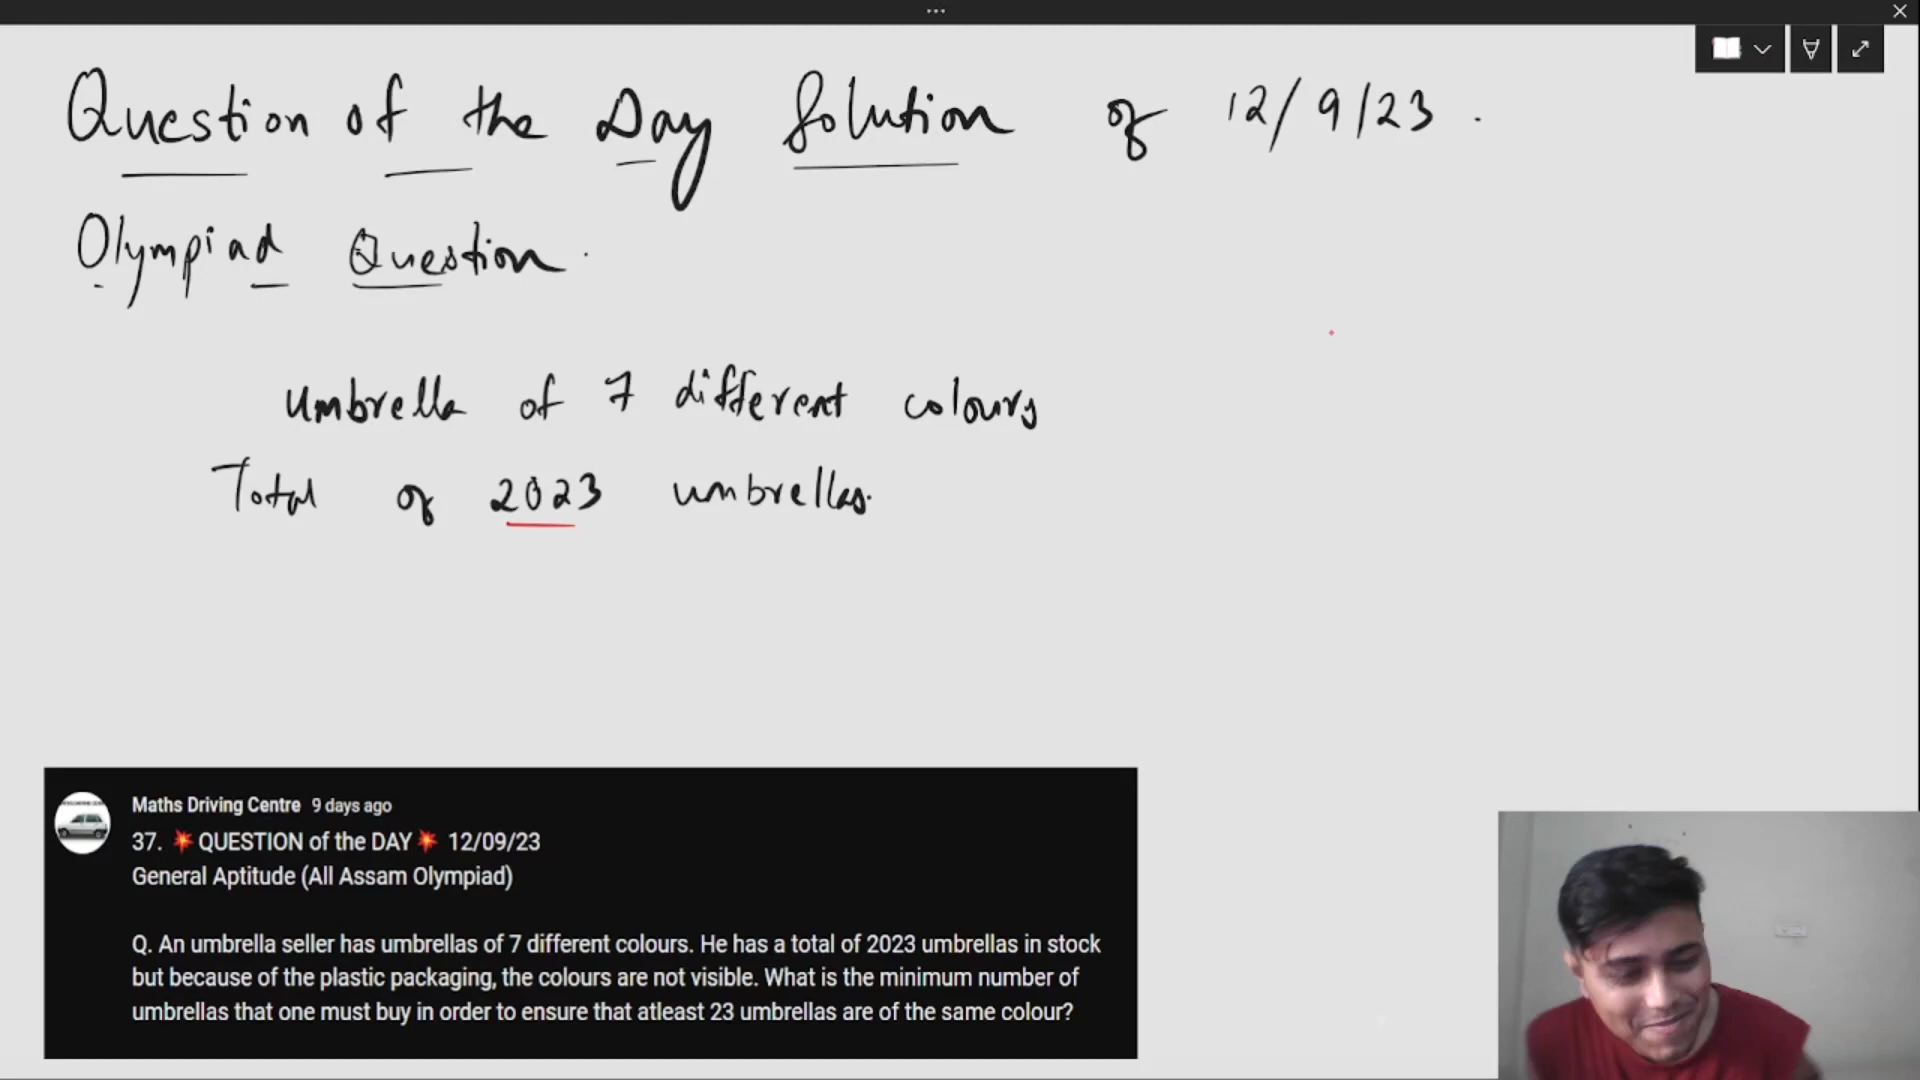 Question of the Day Solution of 12/9/23.
Olympiad Question.
Umbrella of 7 different colours
Total of 2023 umbrellas.
Maths Driving Centre 9 days ago
37. 💥 QUESTION of the DAY 💥 12/09/23
General Aptitude (All Assam Olympiad)
Q. An umbrella seller has umbrellas of 7 different colours. He has a total of 2023 umbrellas in stock
but because of the plastic packaging, the colours are not visible. What is the minimum number of
umbrellas that one must buy in order to ensure that atleast 23 umbrellas are of the same colour?